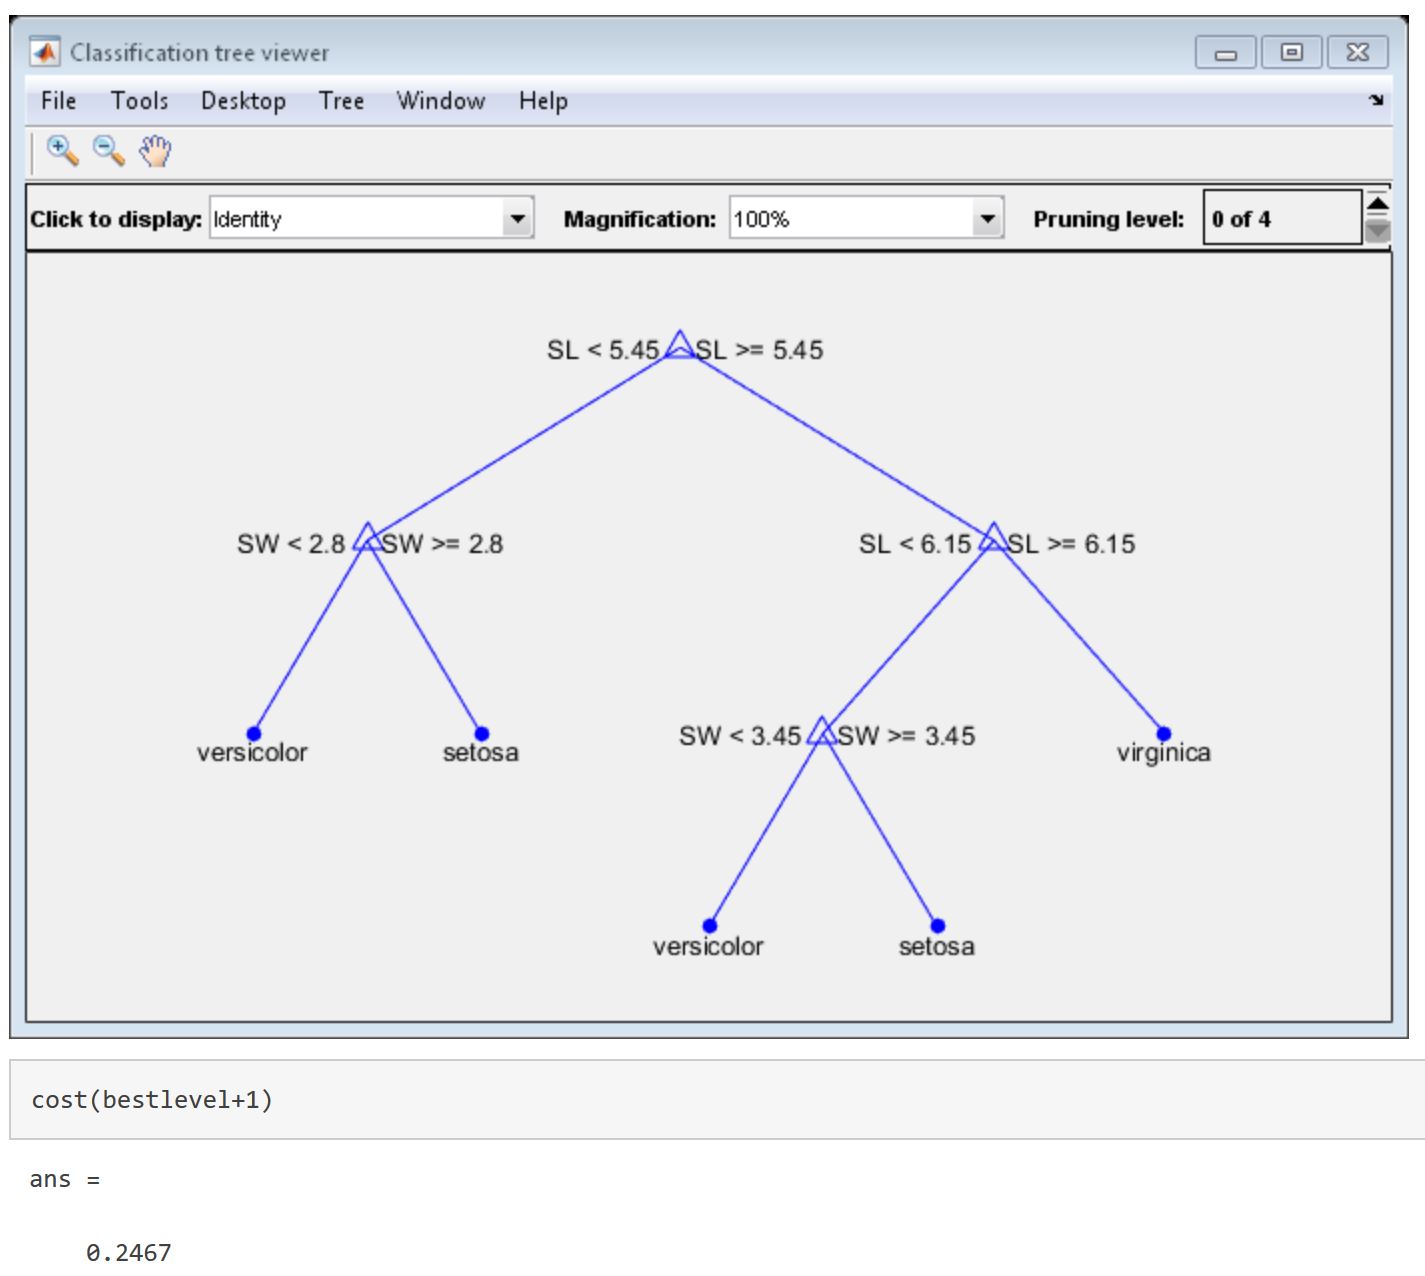 Classification tree viewer
File Tools Desktop Tree Window Help
Click to display: Identity Magnification: 100% Pruning level: 0 of 4
SL < 5.45 SL >= 5.45
SW < 2.8 SW >= 2.8 SL < 6.15 SL >= 6.15
versicolor setosa SW < 3.45 SW >= 3.45 virginica
versicolor setosa
cost(bestlevel+1)
ans =
0.2467